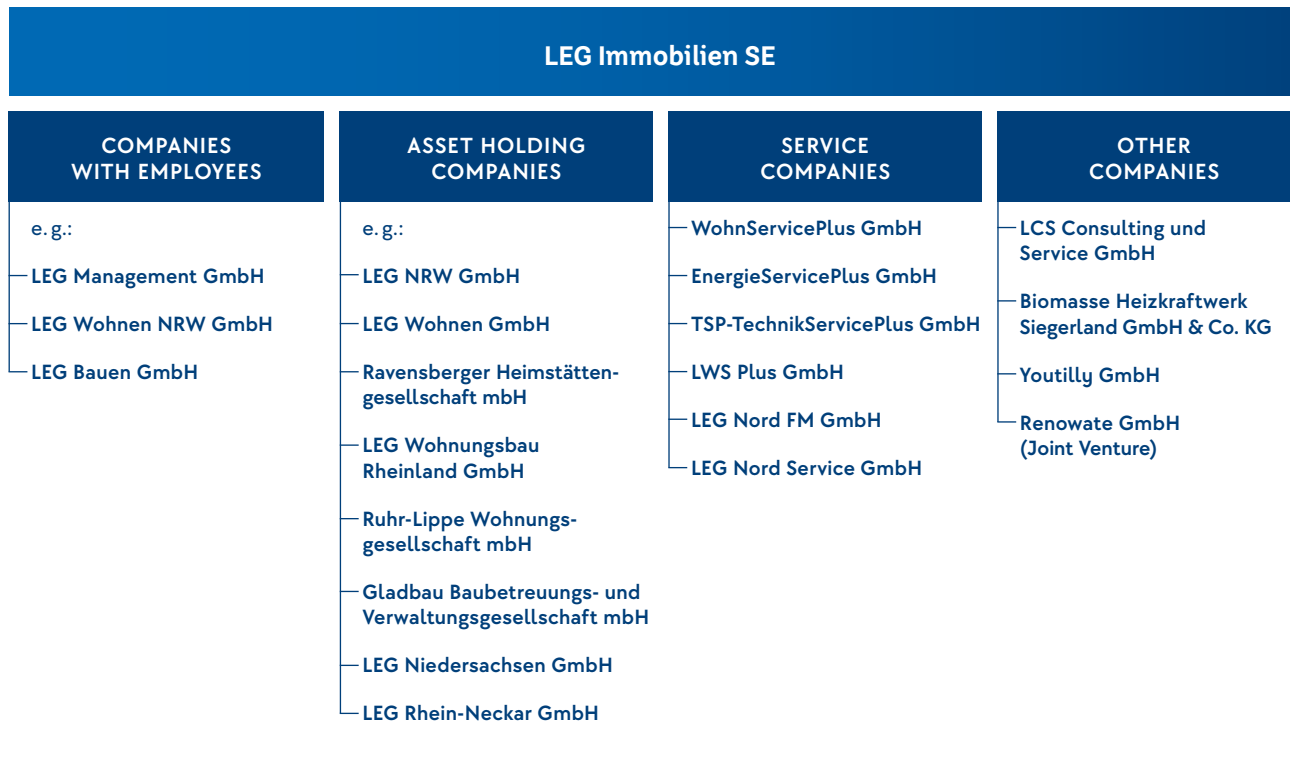 LEG Immobilien SE
COMPANIES
WITH EMPLOYEES
e. g.:
LEG Management GmbH
LEG Wohnen NRW GmbH
LEG Bauen GmbH
ASSET HOLDING
COMPANIES
e. g.:
LEG NRW GmbH
LEG Wohnen GmbH
Ravensberger Heimstätten-
gesellschaft mbH
LEG Wohnungsbau
Rheinland GmbH
Ruhr-Lippe Wohnungs-
gesellschaft mbH
Gladbau Baubetreuungs- und
Verwaltungsgesellschaft mbH
LEG Niedersachsen GmbH
LEG Rhein-Neckar GmbH
SERVICE
COMPANIES
WohnServicePlus GmbH
EnergieServicePlus GmbH
TSP-TechnikServicePlus GmbH
LWS Plus GmbH
LEG Nord FM GmbH
LEG Nord Service GmbH
OTHER
COMPANIES
LCS Consulting und
Service GmbH
Biomasse Heizkraftwerk
Siegerland GmbH & Co. KG
Youtilly GmbH
Renowate GmbH
(Joint Venture)